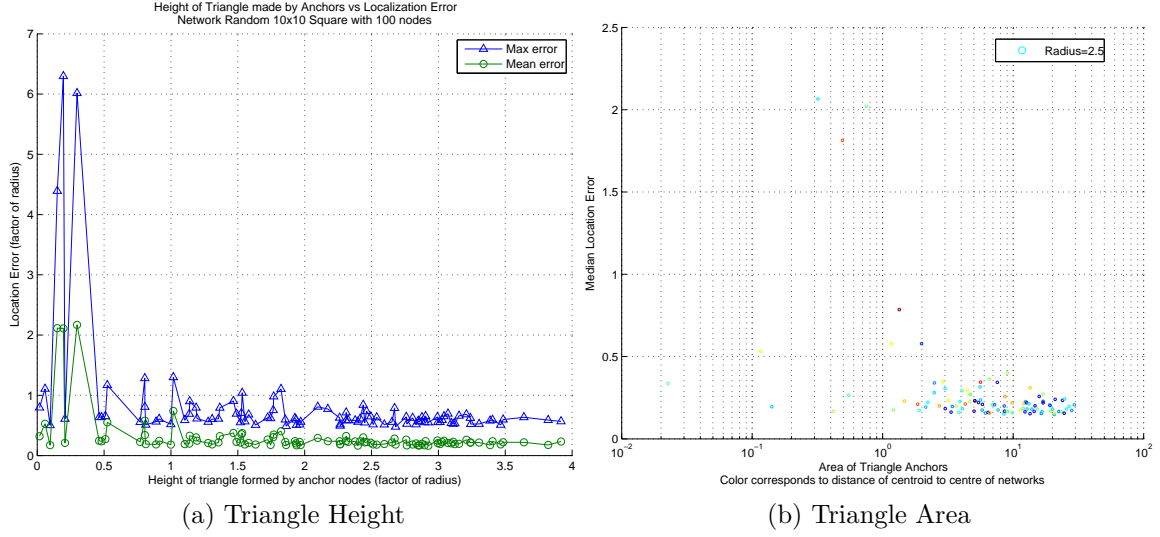 Height of Triangle made by Anchors vs Localization Error
Network Random 10x10 Square with 100 nodes
7
6
5
4
3
2
1
0
Location Error (factor of radius)
Max error
Mean error
0 0.5 1 1.5 2 2.5 3 3.5 4
Height of triangle formed by anchor nodes (factor of radius)
(a) Triangle Height
2.5
2
1.5
1
0.5
0
Median Location Error
Radius=2.5
10^-2 10^-1 10^0 10^1 10^2
Area of Triangle Anchors
Color corresponds to distance of centroid to centre of networks
(b) Triangle Area